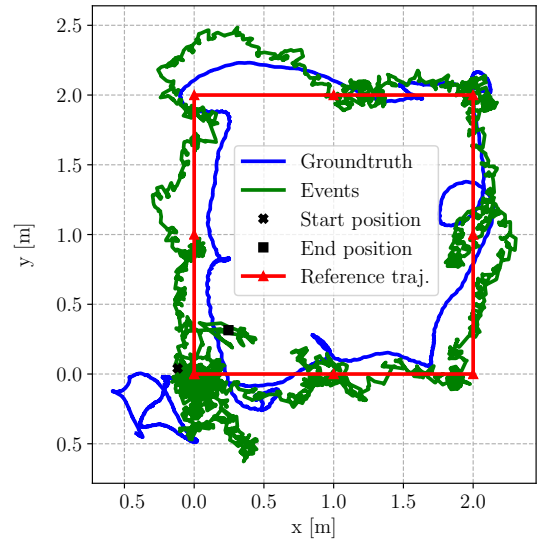 2.5
2.0
1.5
1.0
0.5
0.0
0.5
y [m]
Groundtruth
Events
Start position
End position
Reference traj.
0.5
0.0
0.5
1.0
1.5
2.0
x [m]